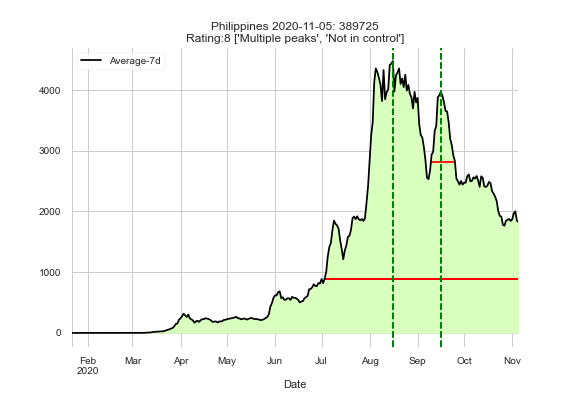 Philippines 2020-11-05: 389725
Rating:8 ['Multiple peaks', 'Not in control']
Average-7d
4000
3000
2000
1000
0
Feb Mar Apr May Jun Jul Aug Sep Oct Nov
2020
Date